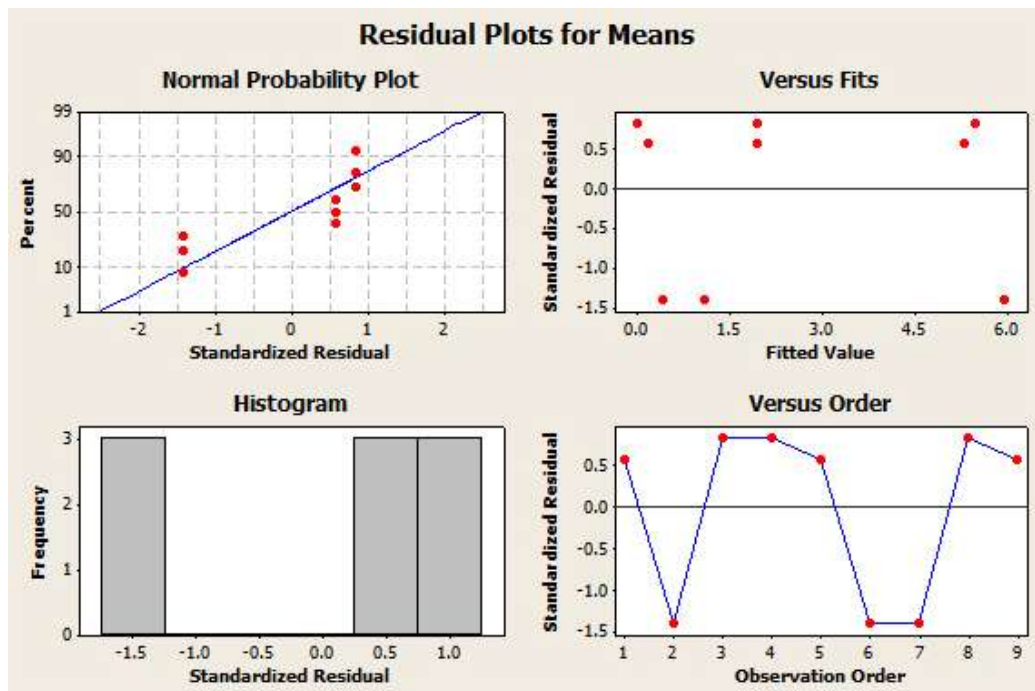 Residual Plots for Means
Normal Probability Plot
99
90
50
10
1
Percent
-2 -1 0 1 2
Standardized Residual
Versus Fits
0.5
0.0
-0.5
-1.0
-1.5
Standardized Residual
0.0 1.5 3.0 4.5 6.0
Fitted Value
Histogram
3
2
1
0
Frequency
-1.5 -1.0 -0.5 0.0 0.5 1.0
Standardized Residual
Versus Order
0.5
0.0
-0.5
-1.0
-1.5
Standardized Residual
1 2 3 4 5 6 7 8 9
Observation Order